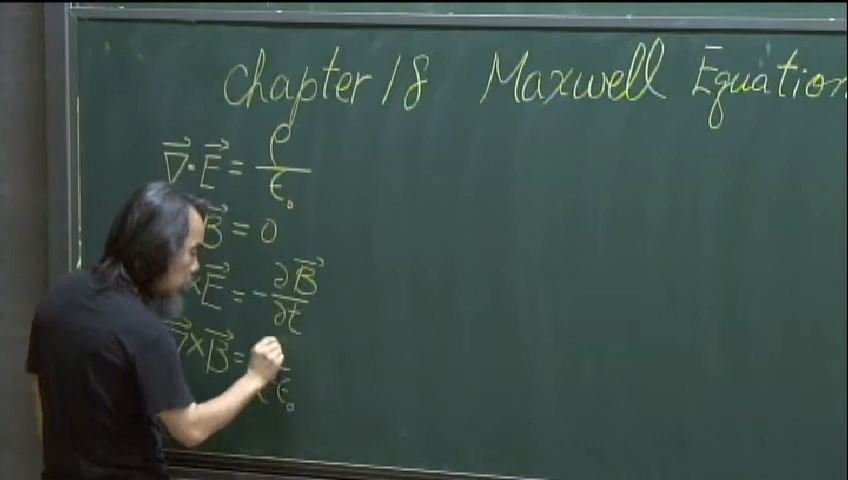 Chapter 18 Maxwell Equation
∇⃗·E⃗ = ρ/ϵ₀
B⃗ = 0
×E⃗ = -∂B⃗/∂t
×B⃗ =
ϵ₀